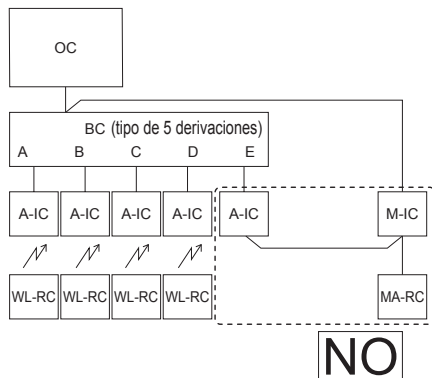 OC
BC (tipo de 5 derivaciones)
A B C D E
A-IC A-IC A-IC A-IC A-IC M-IC
WL-RC WL-RC WL-RC WL-RC MA-RC
NO